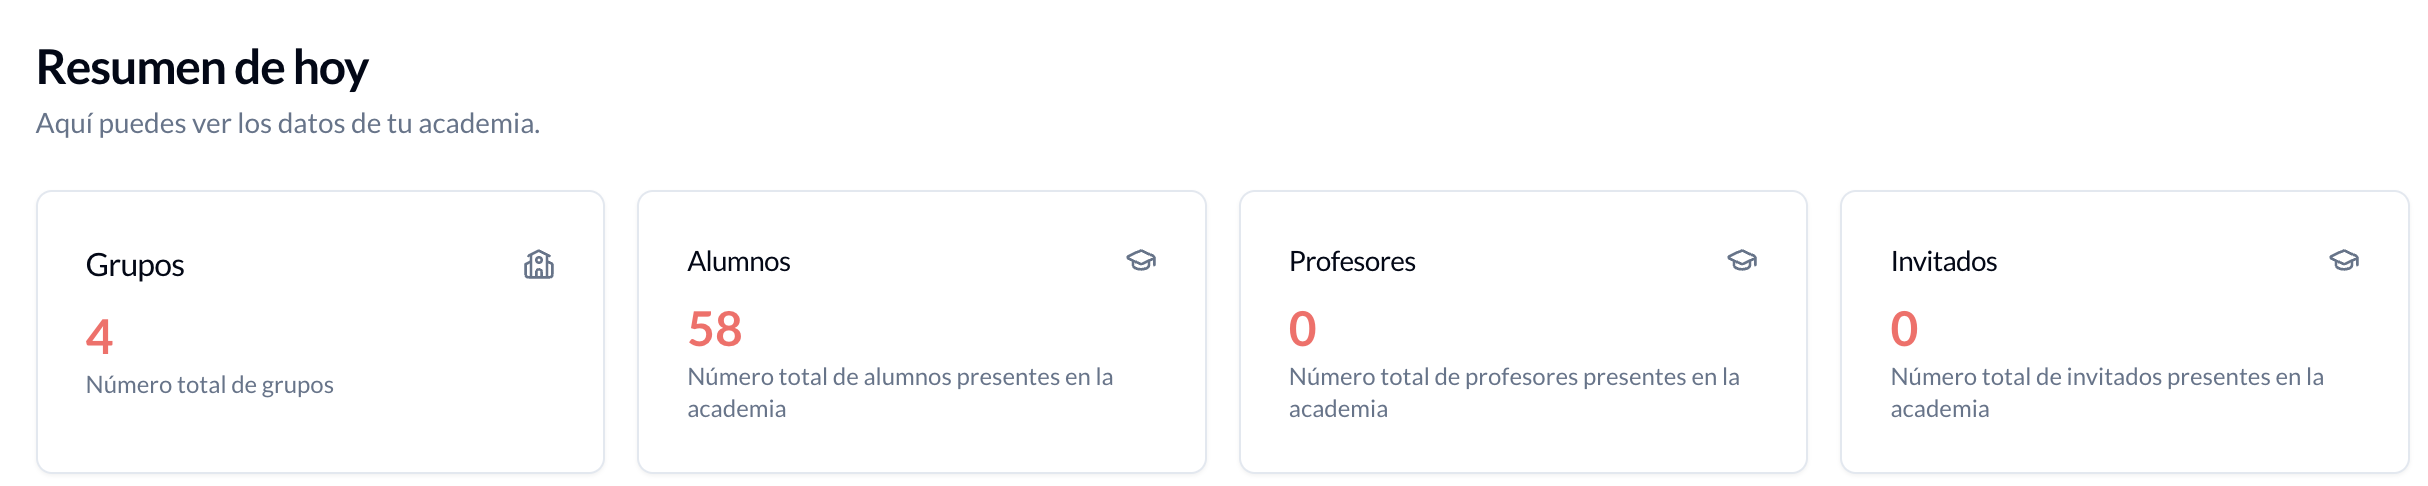 Resumen de hoy
Aquí puedes ver los datos de tu academia.
Grupos
4
Número total de grupos
Alumnos
58
Número total de alumnos presentes en la
academia
Profesores
0
Número total de profesores presentes en la
academia
Invitados
0
Número total de invitados presentes en la
academia